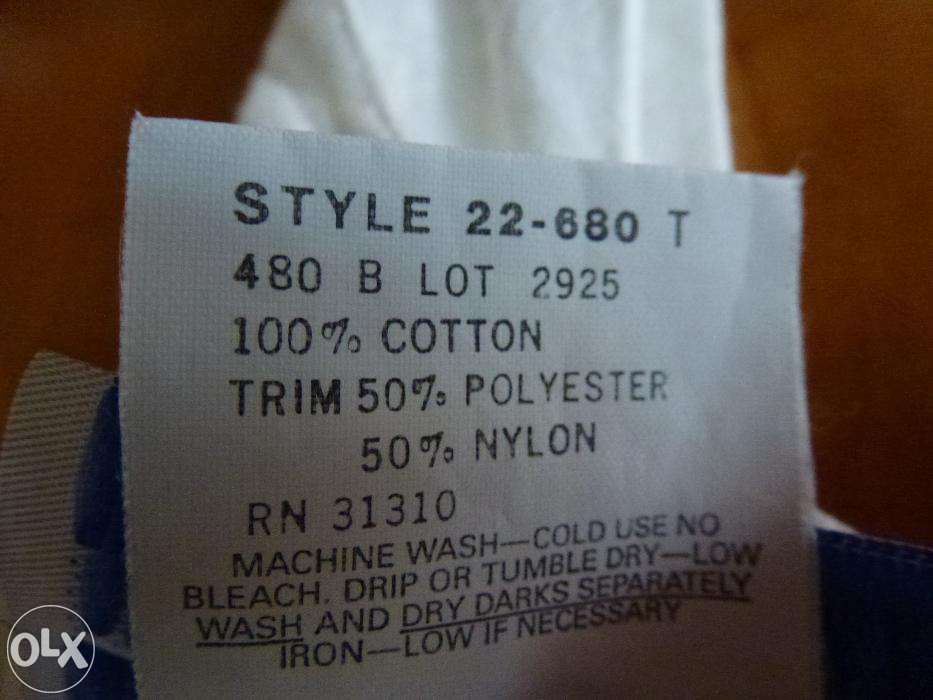 STYLE 22-680 T
480 B LOT 2925
100% COTTON
TRIM 50% POLYESTER
50% NYLON
RN 31310
MACHINE WASH—COLD USE NO
BLEACH. DRIP OR TUMBLE DRY—LOW
WASH AND DRY DARKS SEPARATELY
IRON—LOW IF NECESSARY
OLX